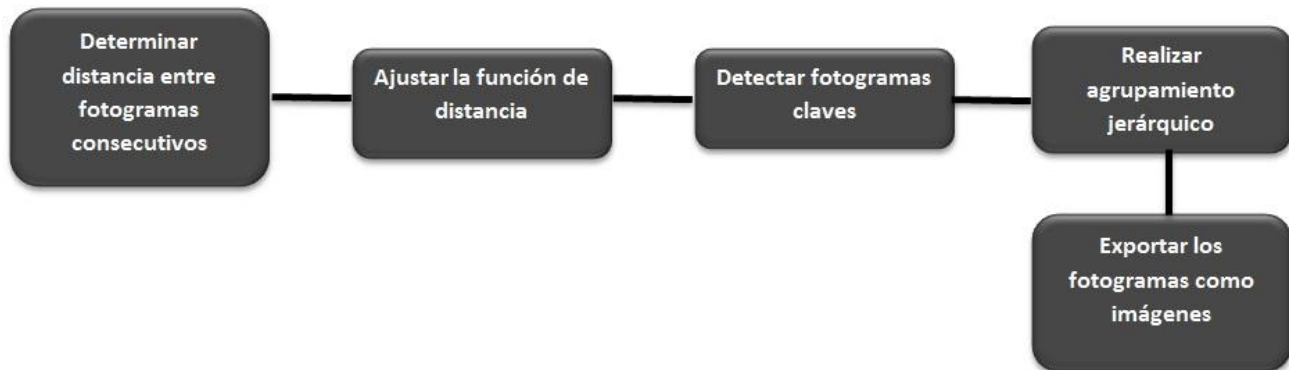 Determinar
distancia entre
fotogramas
consecutivos
Ajustar la función de
distancia
Detectar fotogramas
claves
Realizar
agrupamiento
jerárquico
Exportar los
fotogramas como
imágenes